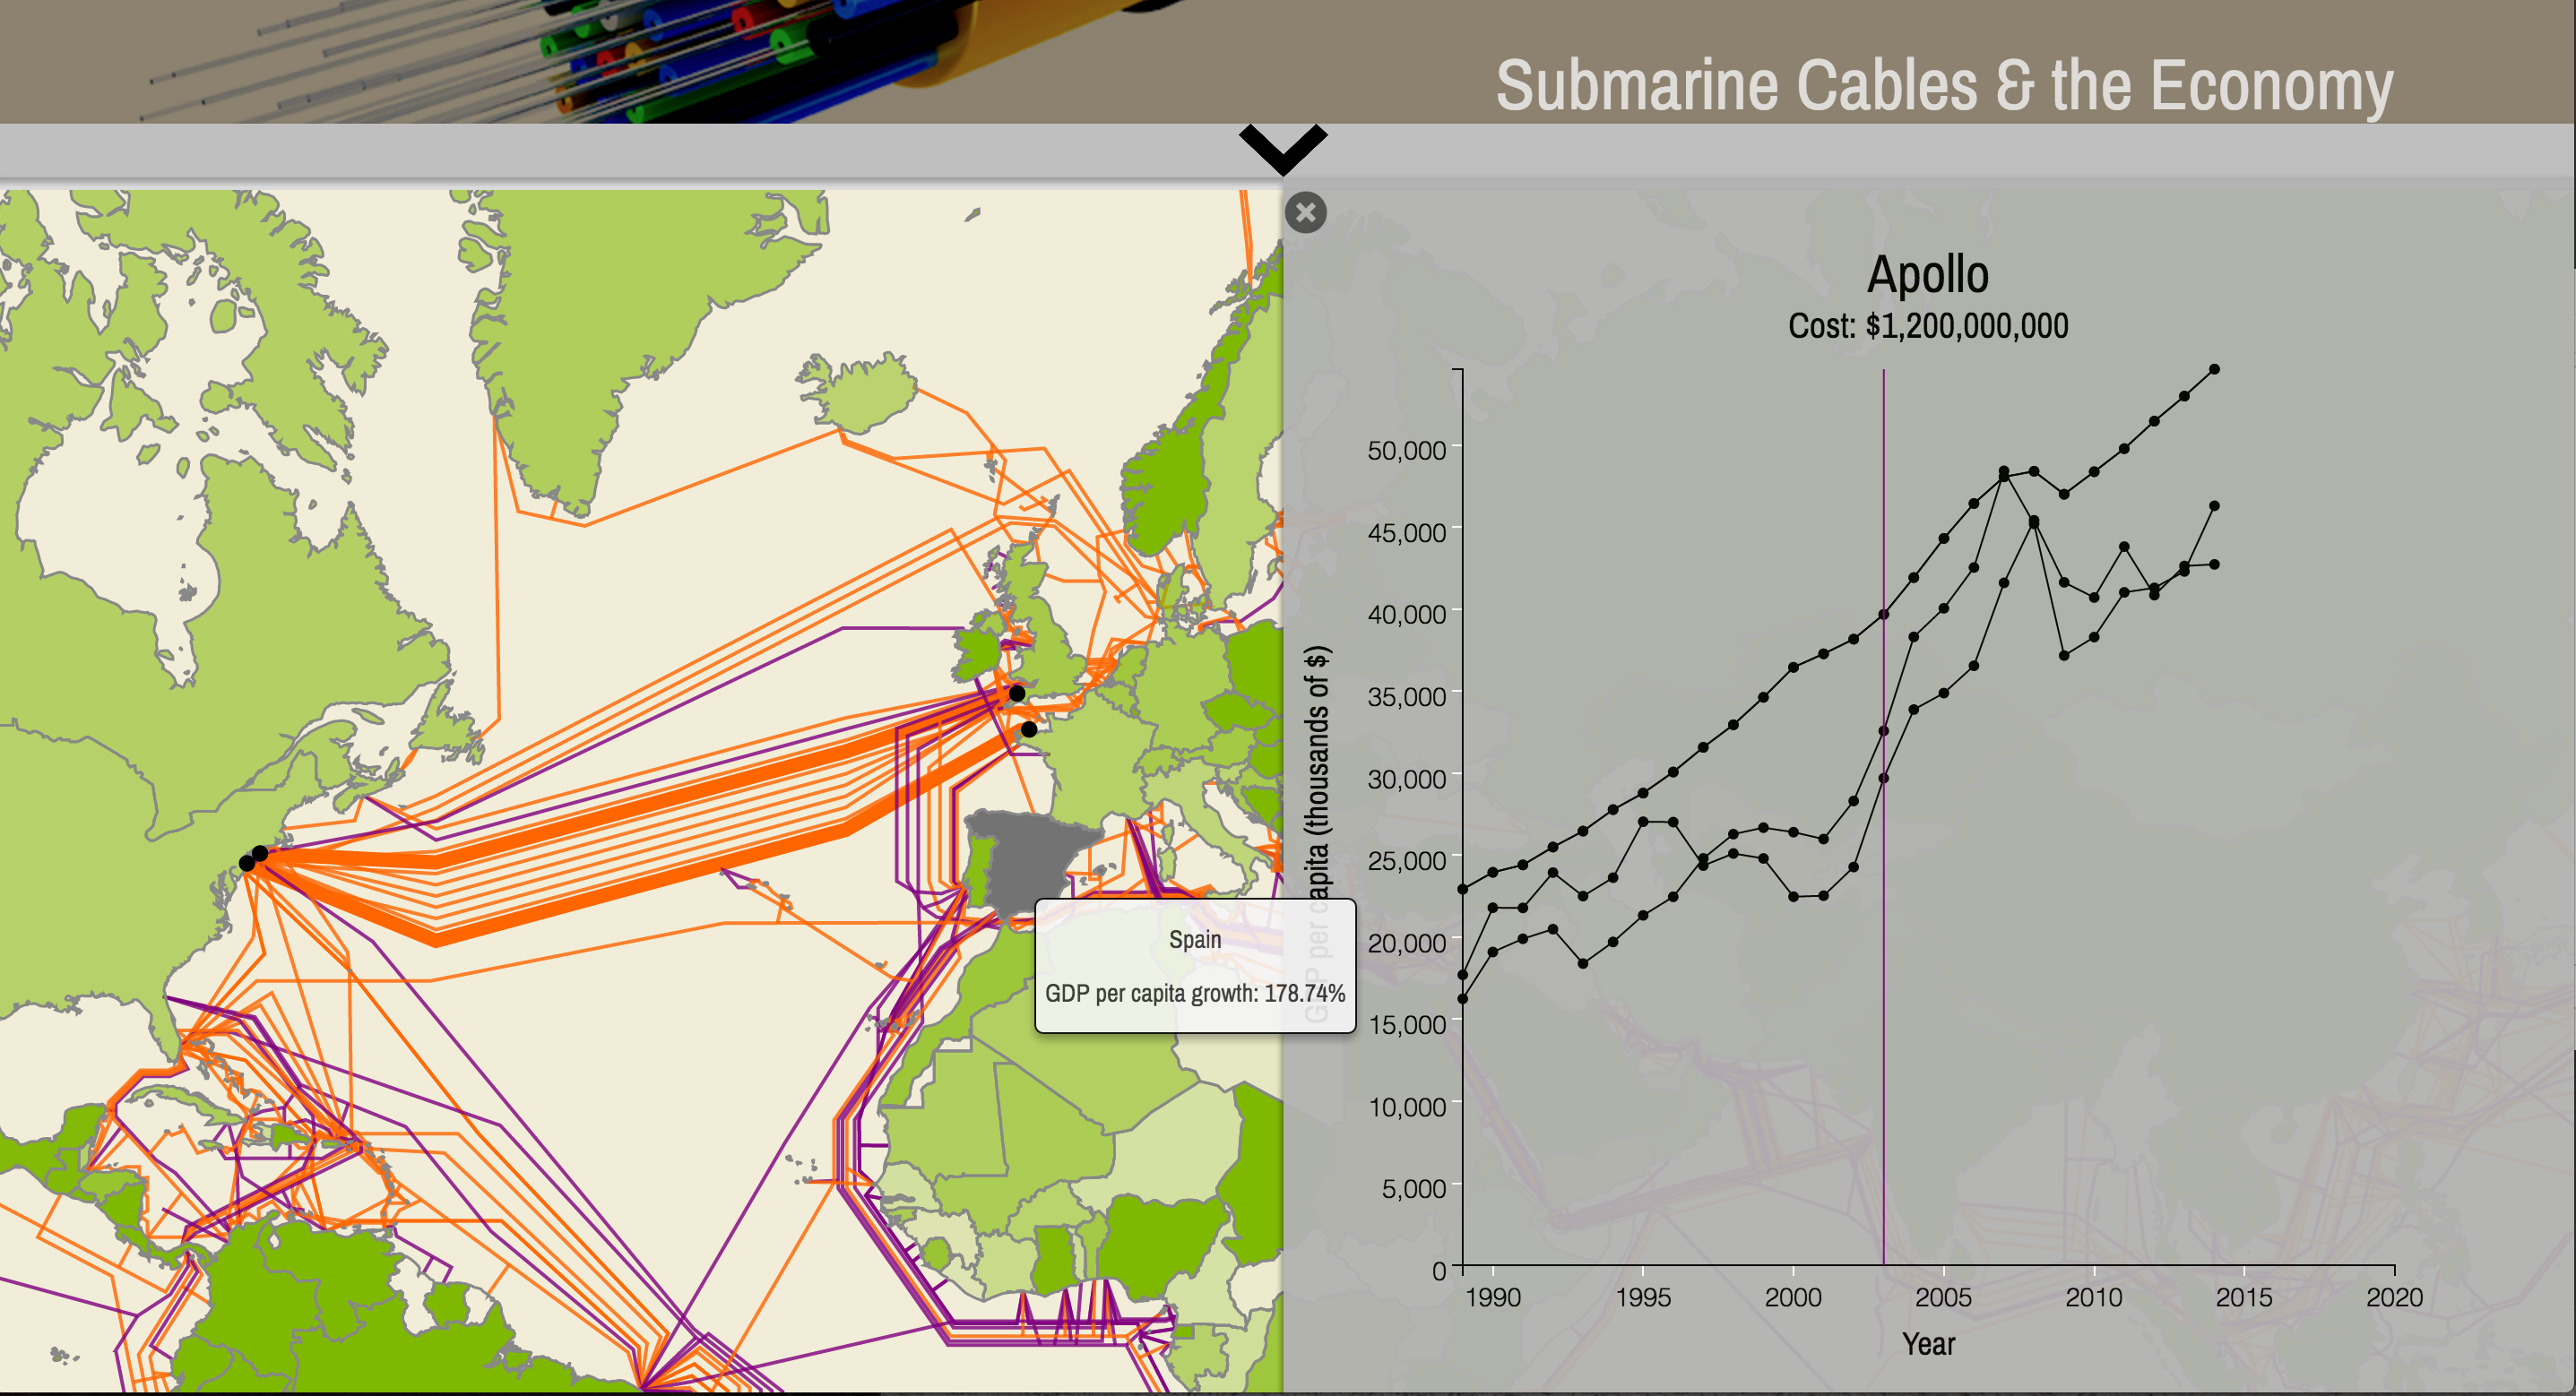 Submarine Cables & the Economy
Apollo
Cost: $1,200,000,000
50,000
45,000
40,000
35,000
30,000
25,000
20,000
15,000
10,000
5,000
0
GDP per capita (thousands of $)
1990
1995
2000
2005
2010
2015
2020
Year
Spain
GDP per capita growth: 178.74%